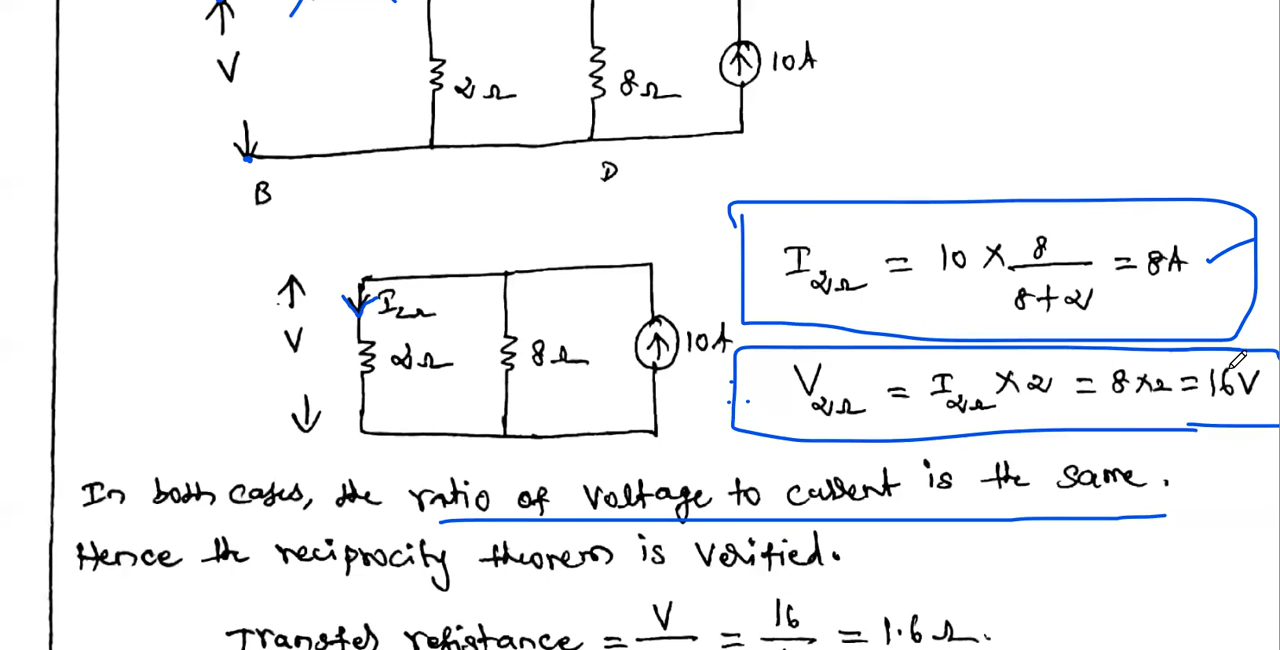 V
2Ω
8Ω
10A
B
D
I2Ω = 10 × 8 / 8+2 = 8A
V
I2Ω
2Ω
8Ω
10A
V2Ω = I2Ω × 2 = 8×2 = 16V
In both cases, the ratio of voltage to current is the same.
Hence the reciprocity theorem is verified.
Transfer resistance = V = 16 = 1.6Ω.